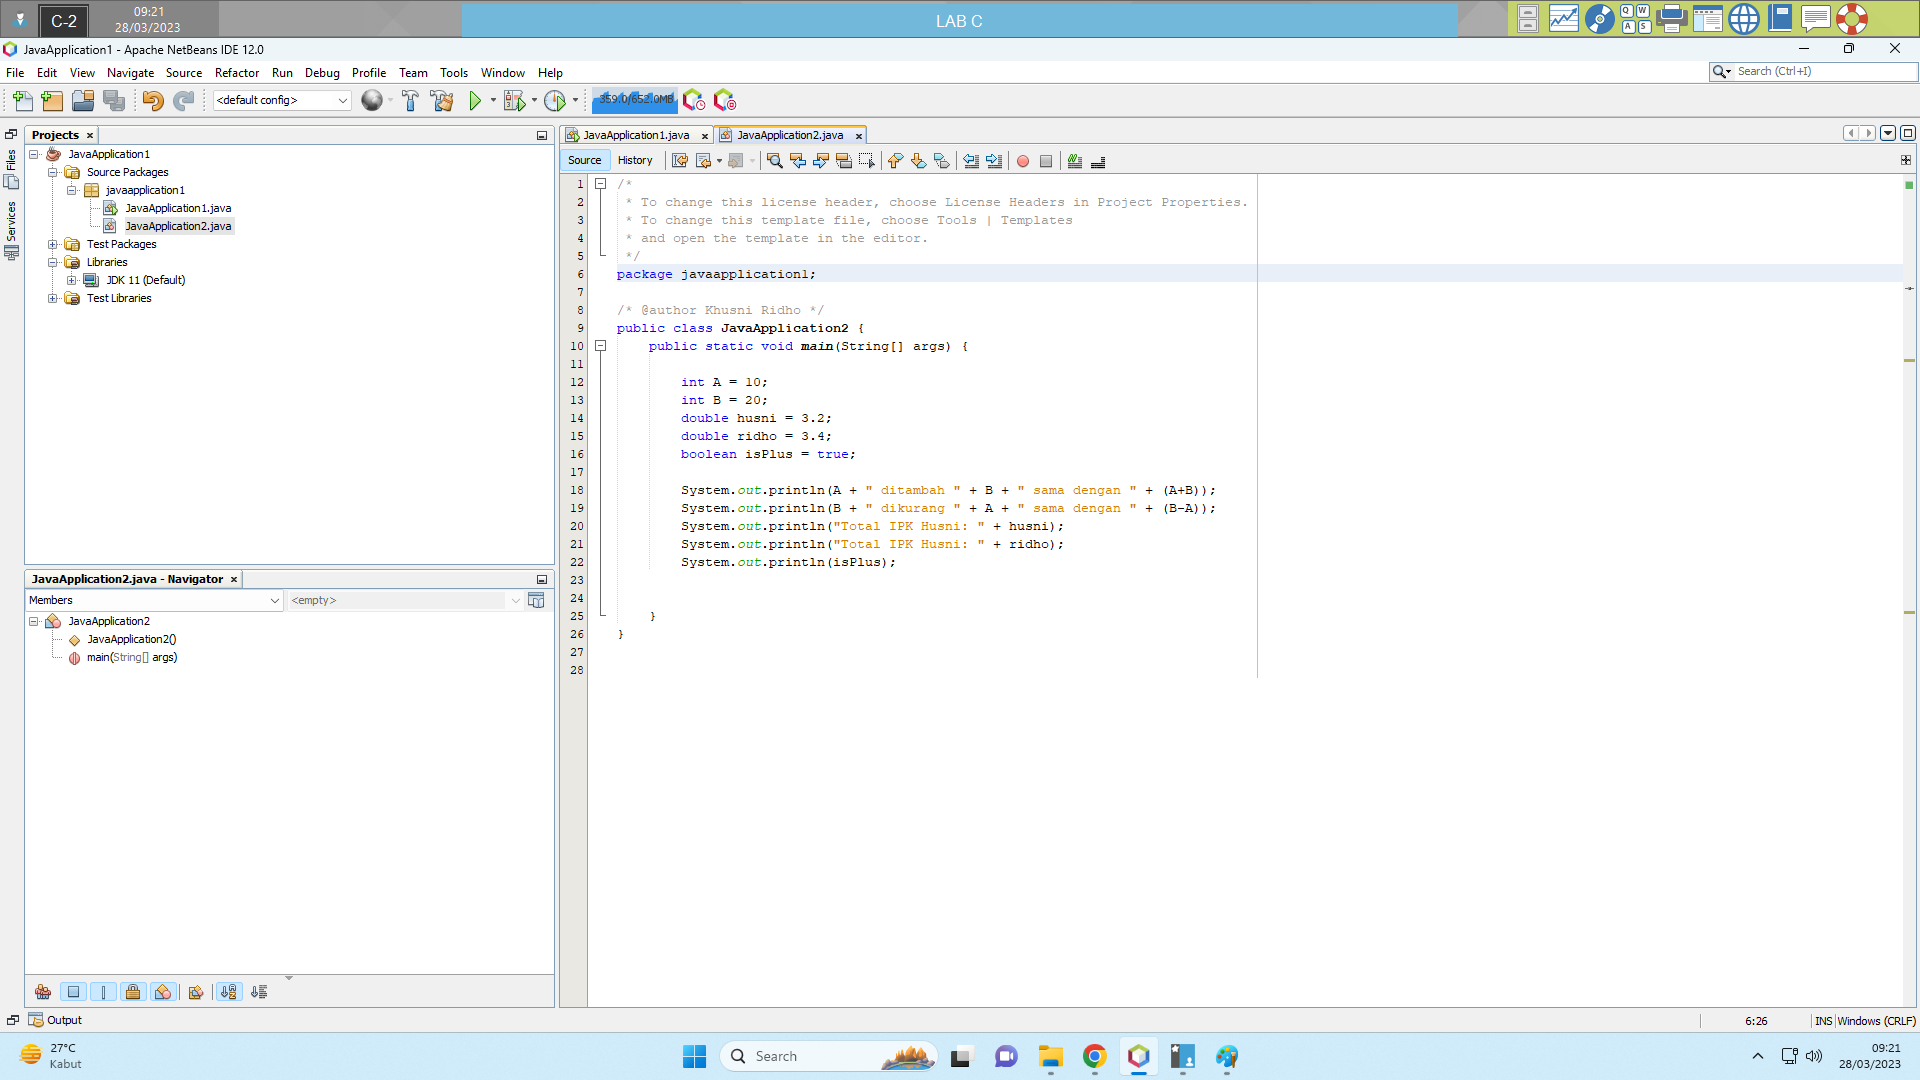 C-2
09:21
28/03/2023
LAB C
JavaApplication1 - Apache NetBeans IDE 12.0
File Edit View Navigate Source Refactor Run Debug Profile Team Tools Window Help
Search (Ctrl+I)
<default config>
359.0/652.0MB
Projects
Files
Services
JavaApplication1
Source Packages
javaapplication1
JavaApplication1.java
JavaApplication2.java
Test Packages
Libraries
JDK 11 (Default)
Test Libraries
JavaApplication2.java - Navigator
Members
<empty>
JavaApplication2
JavaApplication2()
main(String[] args)
JavaApplication1.java JavaApplication2.java
Source History
1 /*
2 * To change this license header, choose License Headers in Project Properties.
3 * To change this template file, choose Tools | Templates
4 * and open the template in the editor.
5 */
6 package javaapplication1;
7
8 /* @author Khusni Ridho */
9 public class JavaApplication2 {
10 public static void main(String[] args) {
11
12 int A = 10;
13 int B = 20;
14 double husni = 3.2;
15 double ridho = 3.4;
16 boolean isPlus = true;
17
18 System.out.println(A + " ditambah " + B + " sama dengan " + (A+B));
19 System.out.println(B + " dikurang " + A + " sama dengan " + (B-A));
20 System.out.println("Total IPK Husni: " + husni);
21 System.out.println("Total IPK Husni: " + ridho);
22 System.out.println(isPlus);
23
24
25 }
26 }
27
28
Output
6:26
INS Windows (CRLF)
27°C
Kabut
Search
09:21
28/03/2023